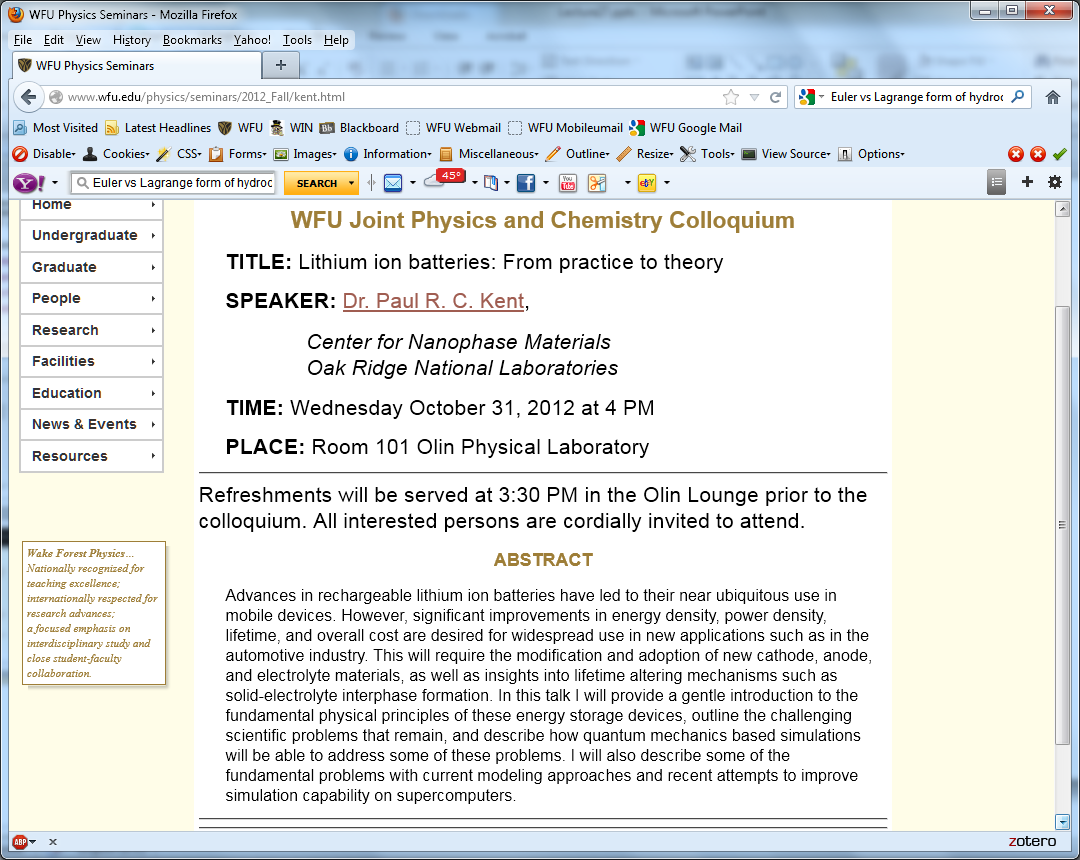 WFU Physics Seminars - Mozilla Firefox
File Edit View History Bookmarks Yahoo! Tools Help
WFU Physics Seminars
www.wfu.edu/physics/seminars/2012_Fall/kent.html
Euler vs Lagrange form of hydroc
Most Visited Latest Headlines WFU WIN Bb Blackboard WFU Webmail WFU Mobileumail WFU Google Mail
Disable Cookies CSS Forms Images Information Miscellaneous Outline Resize Tools View Source Options
Y! Euler vs Lagrange form of hydroc SEARCH 45° You Tube eBY
Home
Undergraduate
Graduate
People
Research
Facilities
Education
News & Events
Resources
Wake Forest Physics...
Nationally recognized for
teaching excellence;
internationally respected for
research advances;
a focused emphasis on
interdisciplinary study and
close student-faculty
collaboration.
WFU Joint Physics and Chemistry Colloquium
TITLE: Lithium ion batteries: From practice to theory
SPEAKER: Dr. Paul R. C. Kent,
Center for Nanophase Materials
Oak Ridge National Laboratories
TIME: Wednesday October 31, 2012 at 4 PM
PLACE: Room 101 Olin Physical Laboratory
Refreshments will be served at 3:30 PM in the Olin Lounge prior to the
colloquium. All interested persons are cordially invited to attend.
ABSTRACT
Advances in rechargeable lithium ion batteries have led to their near ubiquitous use in
mobile devices. However, significant improvements in energy density, power density,
lifetime, and overall cost are desired for widespread use in new applications such as in the
automotive industry. This will require the modification and adoption of new cathode, anode,
and electrolyte materials, as well as insights into lifetime altering mechanisms such as
solid-electrolyte interphase formation. In this talk I will provide a gentle introduction to the
fundamental physical principles of these energy storage devices, outline the challenging
scientific problems that remain, and describe how quantum mechanics based simulations
will be able to address some of these problems. I will also describe some of the
fundamental problems with current modeling approaches and recent attempts to improve
simulation capability on supercomputers.
ABP
zotero